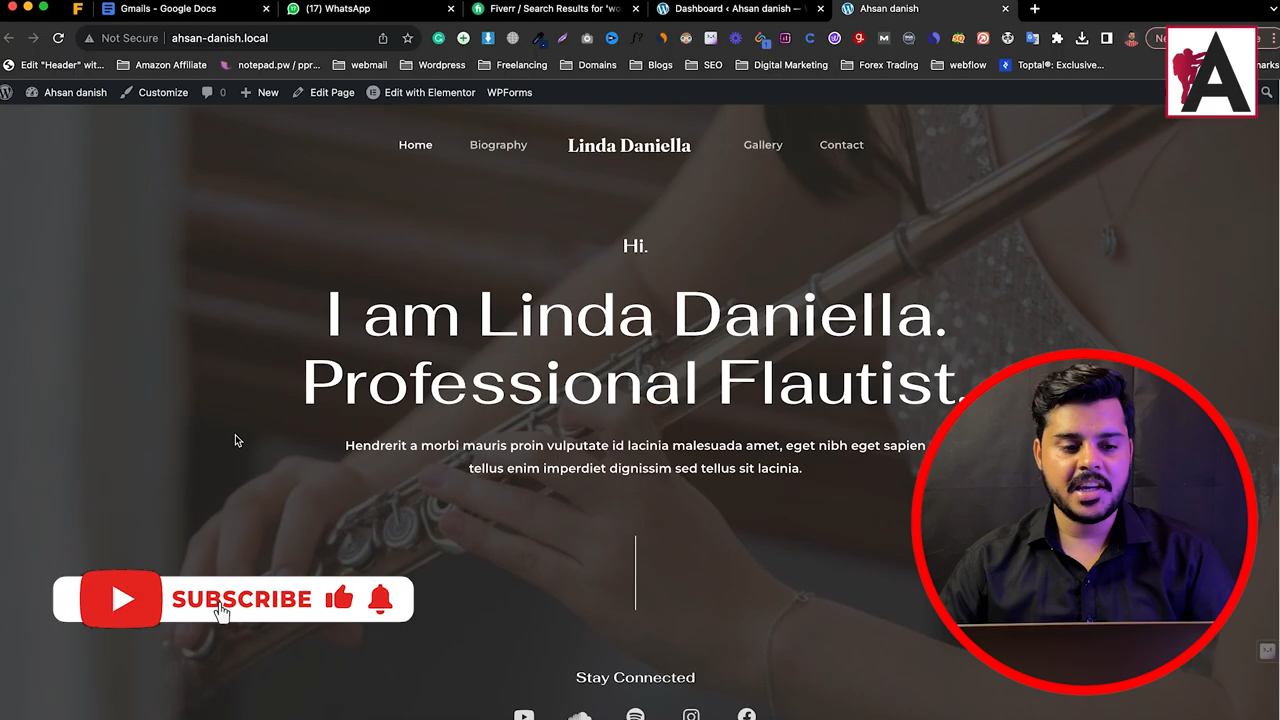 Gmails - Google Docs
(17) WhatsApp
Fiverr / Search Results for 'wo
Dashboard ‹ Ahsan danish —
Ahsan danish
Not Secure
ahsan-danish.local
Edit "Header" wit...
Amazon Affiliate
notepad.pw / ppr...
webmail
Wordpress
Freelancing
Domains
Blogs
SEO
Digital Marketing
Forex Trading
webflow
Toptal®: Exclusive...
Ahsan danish
Customize
0
New
Edit Page
Edit with Elementor
WPForms
A
Home
Biography
Linda Daniella
Gallery
Contact
Hi.
I am Linda Daniella.
Professional Flautist.
Hendrerit a morbi mauris proin vulputate id lacinia malesuada amet, eget nibh eget sapien
tellus enim imperdiet dignissim sed tellus sit lacinia.
SUBSCRIBE
Stay Connected